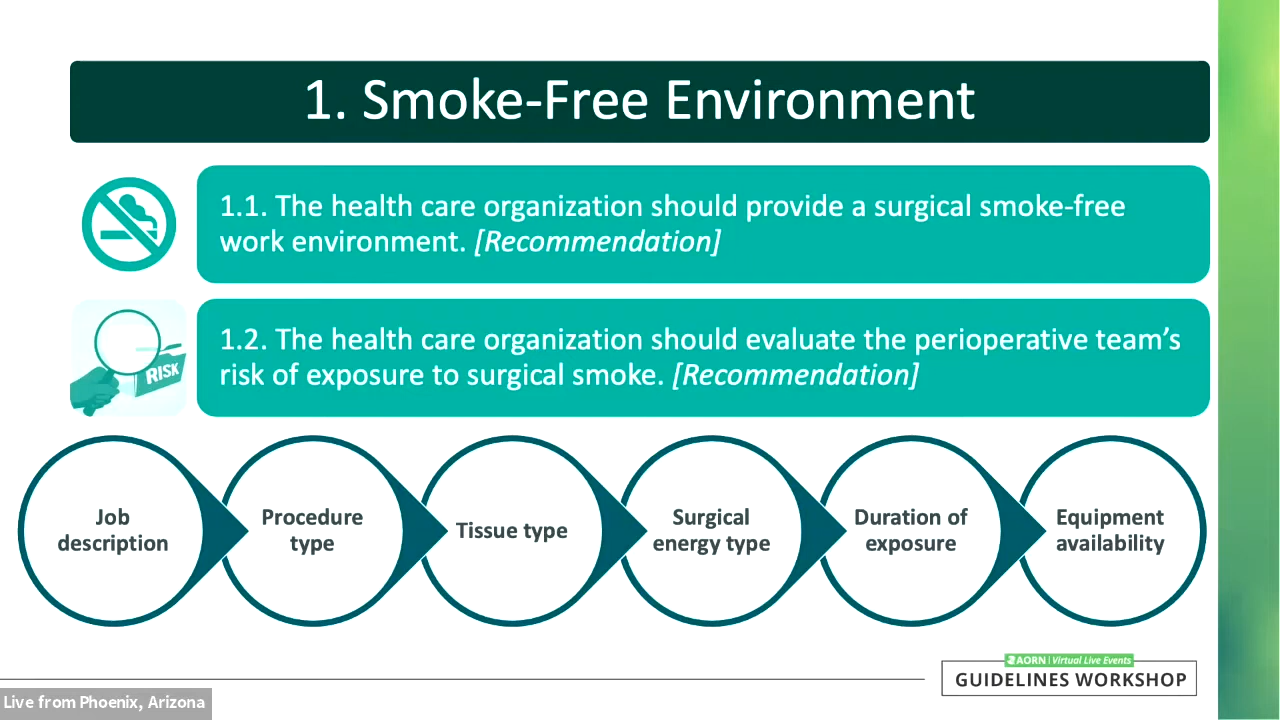 1. Smoke-Free Environment
1.1. The health care organization should provide a surgical smoke-free
work environment. [Recommendation]
RISK
1.2. The health care organization should evaluate the perioperative team’s
risk of exposure to surgical smoke. [Recommendation]
Job
description
Procedure
type
Tissue type
Surgical
energy type
Duration of
exposure
Equipment
availability
AORN | Virtual Live Events
GUIDELINES WORKSHOP
Live from Phoenix, Arizona